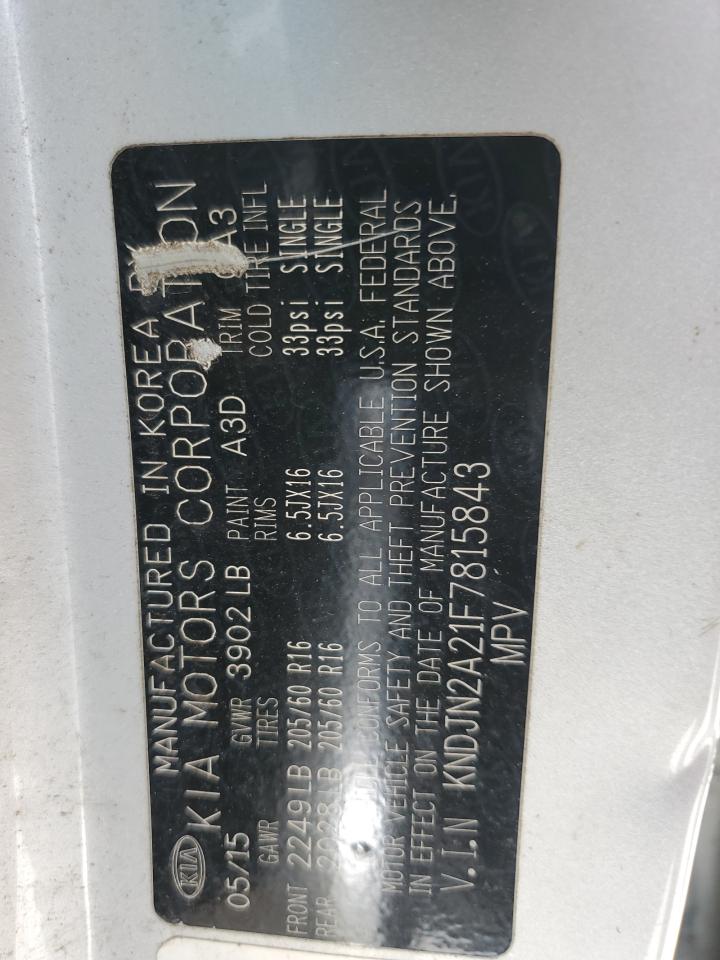 MANUFACTURED IN KOREA
KIA KIA MOTORS CORPORATION
05/15 GVWR 3902 LB PAINT A3D TRIM
GAWR TIRES RIMS COLD TIRE INFL
FRONT 2249LB 205/60 R16 6.5JX16 33psi SINGLE
REAR 205/60 R16 6.5JX16 33psi SINGLE
CONFORMS TO ALL APPLICABLE U.S.A. FEDERAL
MOTOR VEHICLE SAFETY AND THEFT PREVENTION STANDARDS
IN EFFECT ON THE DATE OF MANUFACTURE SHOWN ABOVE.
V.I.N KNDJN2A21F7815843
MPV